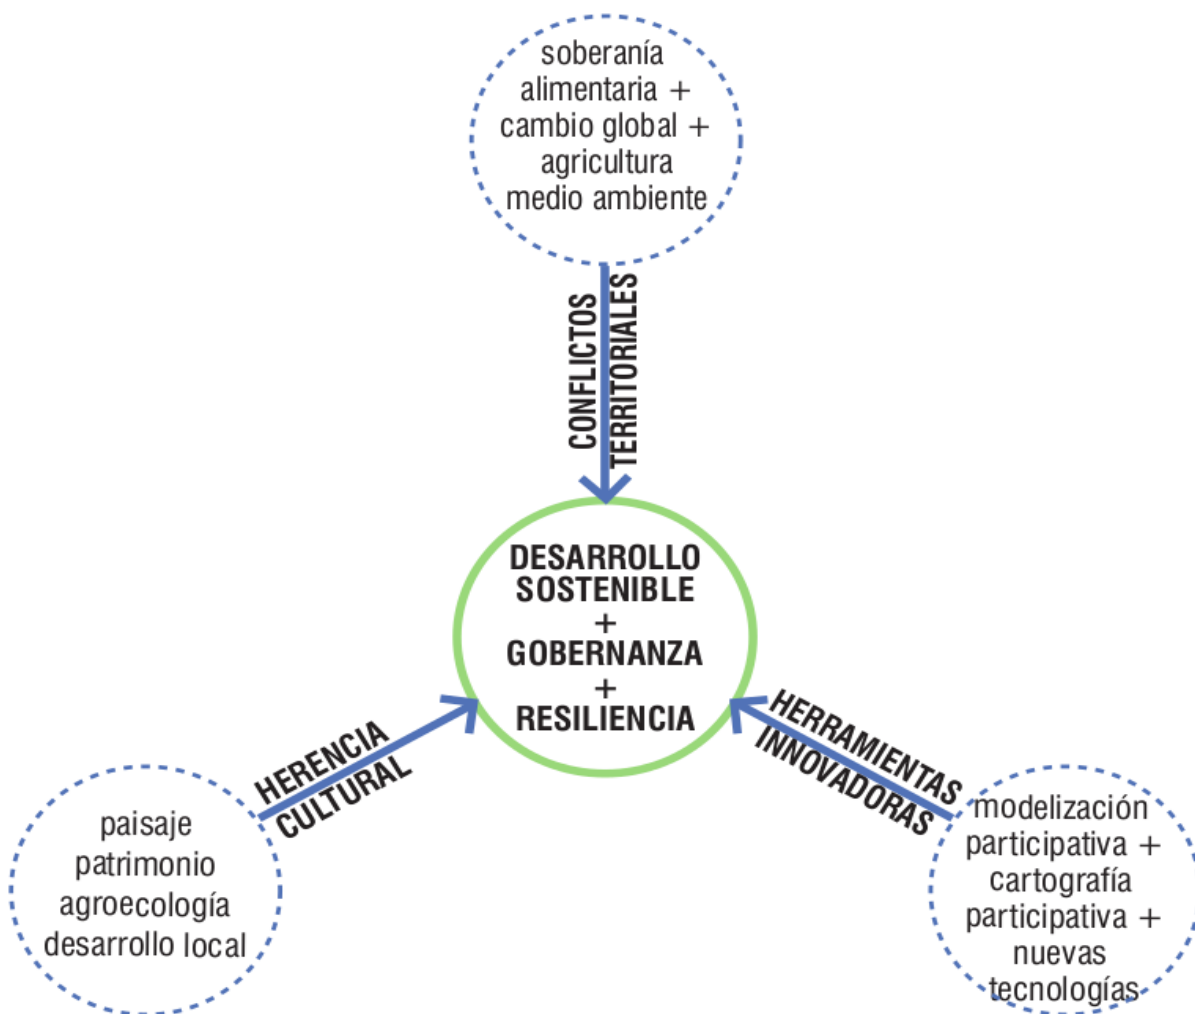 soberanía
alimentaria +
cambio global +
agricultura
medio ambiente
CONFLICTOS
TERRITORIALES
DESARROLLO
SOSTENIBLE
+
GOBERNANZA
+
RESILIENCIA
HERENCIA
CULTURAL
HERRAMIENTAS
INNOVADORAS
paisaje
patrimonio
agroecología
desarrollo local
modelización
participativa +
cartografía
participativa +
nuevas
tecnologías